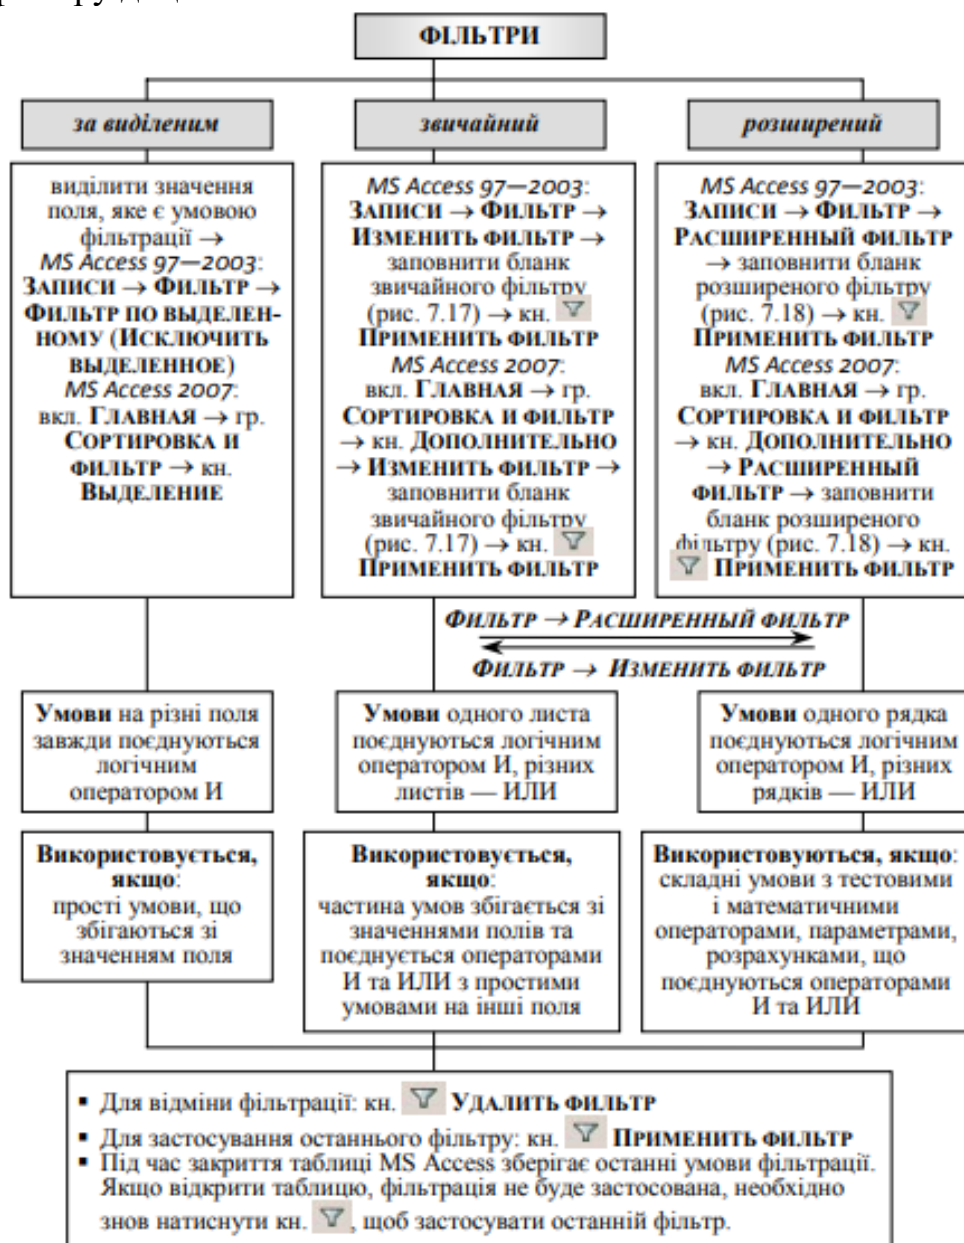 ФІЛЬТРИ
за виділеним
виділити значення
поля, яке є умовою
фільтрації →
MS Access 97—2003:
ЗАПИСИ → ФИЛЬТР →
ФИЛЬТР ПО ВЫДЕЛЕН-
НОМУ (ИСКЛЮЧИТЬ
ВЫДЕЛЕННОЕ)
MS Access 2007:
вкл. ГЛАВНАЯ → гр.
СОРТИРОВКА И
ФИЛЬТР → кн.
ВЫДЕЛЕНИЕ
звичайний
MS Access 97—2003:
ЗАПИСИ → ФИЛЬТР →
ИЗМЕНИТЬ ФИЛЬТР →
заповнити бланк
звичайного фільтру
(рис. 7.17) → кн.
ПРИМЕНИТЬ ФИЛЬТР
MS Access 2007:
вкл. ГЛАВНАЯ → гр.
СОРТИРОВКА И ФИЛЬТР
→ кн. ДОПОЛНИТЕЛЬНО
→ ИЗМЕНИТЬ ФИЛЬТР →
заповнити бланк
звичайного фільтру
(рис. 7.17) → кн.
ПРИМЕНИТЬ ФИЛЬТР
розширений
MS Access 97—2003:
ЗАПИСИ → ФИЛЬТР →
РАСШИРЕННЫЙ ФИЛЬТР
→ заповнити бланк
розширеного фільтру
(рис. 7.18) → кн.
ПРИМЕНИТЬ ФИЛЬТР
MS Access 2007:
вкл. ГЛАВНАЯ → гр.
СОРТИРОВКА И ФИЛЬТР
→ кн. ДОПОЛНИТЕЛЬНО
→ РАСШИРЕННЫЙ
ФИЛЬТР → заповнити
бланк розширеного
фільтру (рис. 7.18) → кн.
ПРИМЕНИТЬ ФИЛЬТР
ФИЛЬТР → РАСШИРЕННЫЙ ФИЛЬТР
ФИЛЬТР → ИЗМЕНИТЬ ФИЛЬТР
Умови на різні поля
завжди поєднуються
логічним
оператором И
Умови одного листа
поєднуються логічним
оператором И, різних
листів — ИЛИ
Умови одного рядка
поєднуються логічним
оператором И, різних
рядків — ИЛИ
Використовується,
якщо:
прості умови, що
збігаються зі
значенням поля
Використовується,
якщо:
частина умов збігається зі
значеннями полів та
поєднується операторами
И та ИЛИ з простими
умовами на інші поля
Використовуються, якщо:
складні умови з тестовими
і математичними
операторами, параметрами,
розрахунками, що
поєднуються операторами
И та ИЛИ
▪ Для відміни фільтрації: кн. УДАЛИТЬ ФИЛЬТР
▪ Для застосування останнього фільтру: кн. ПРИМЕНИТЬ ФИЛЬТР
▪ Під час закриття таблиці MS Access зберігає останні умови фільтрації.
Якщо відкрити таблицю, фільтрація не буде застосована, необхідно
знов натиснути кн. , щоб застосувати останній фільтр.